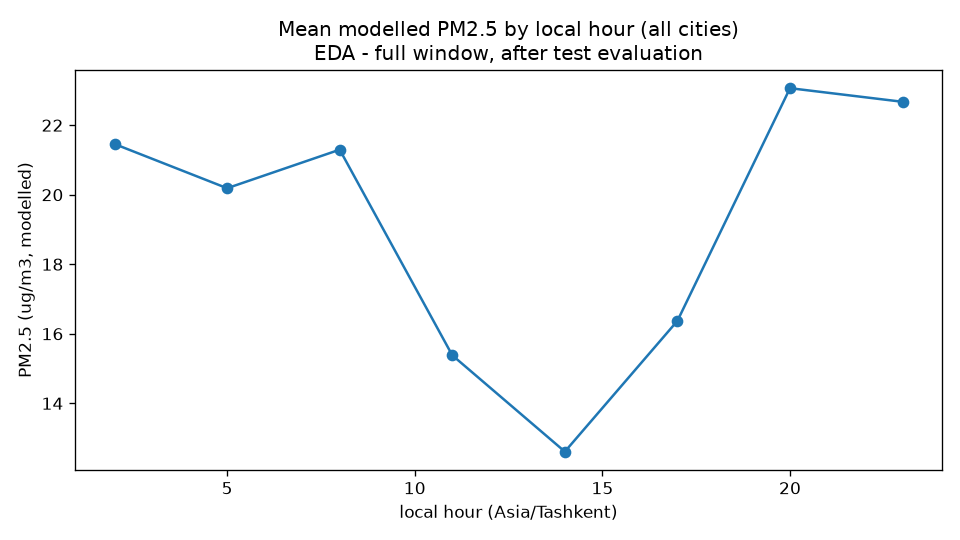 Mean modelled PM2.5 by local hour (all cities)
EDA - full window, after test evaluation
PM2.5 (ug/m3, modelled)
22
20
18
16
14
5 10 15 20
local hour (Asia/Tashkent)